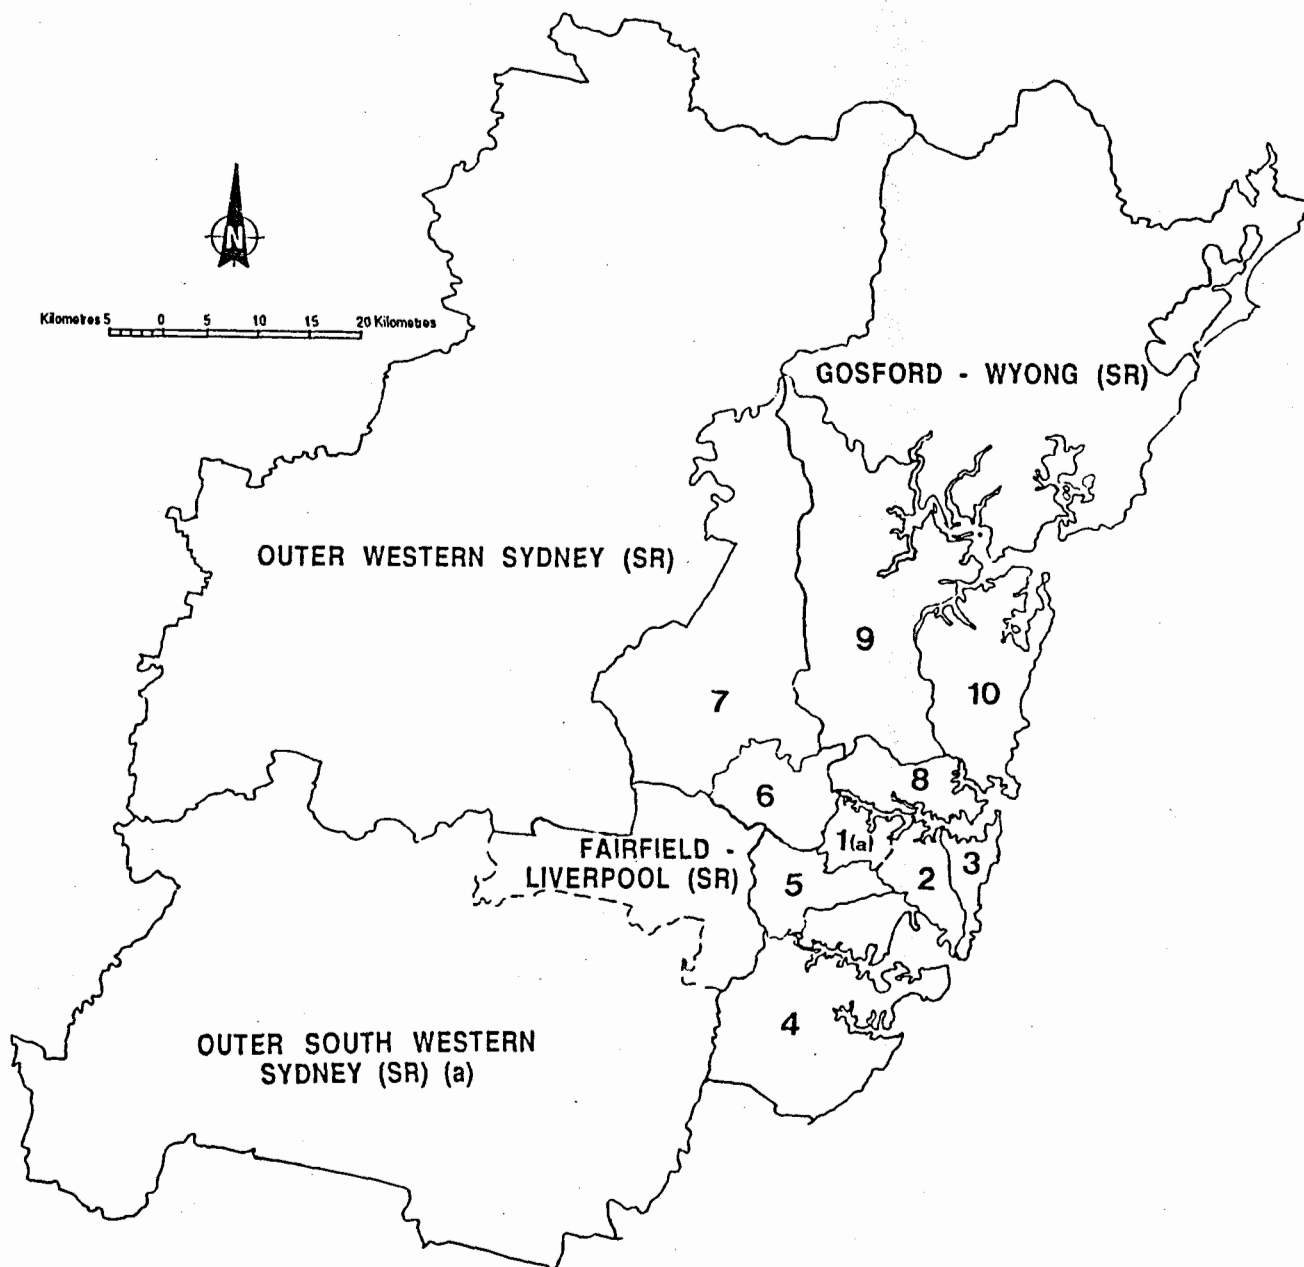 N
Kilometres 5 0 5 10 15 20 Kilometres
GOSFORD - WYONG (SR)
OUTER WESTERN SYDNEY (SR)
9
7
10
8
6
1(a)
FAIRFIELD -
LIVERPOOL (SR)
3
5
2
4
OUTER SOUTH WESTERN
SYDNEY (SR) (a)